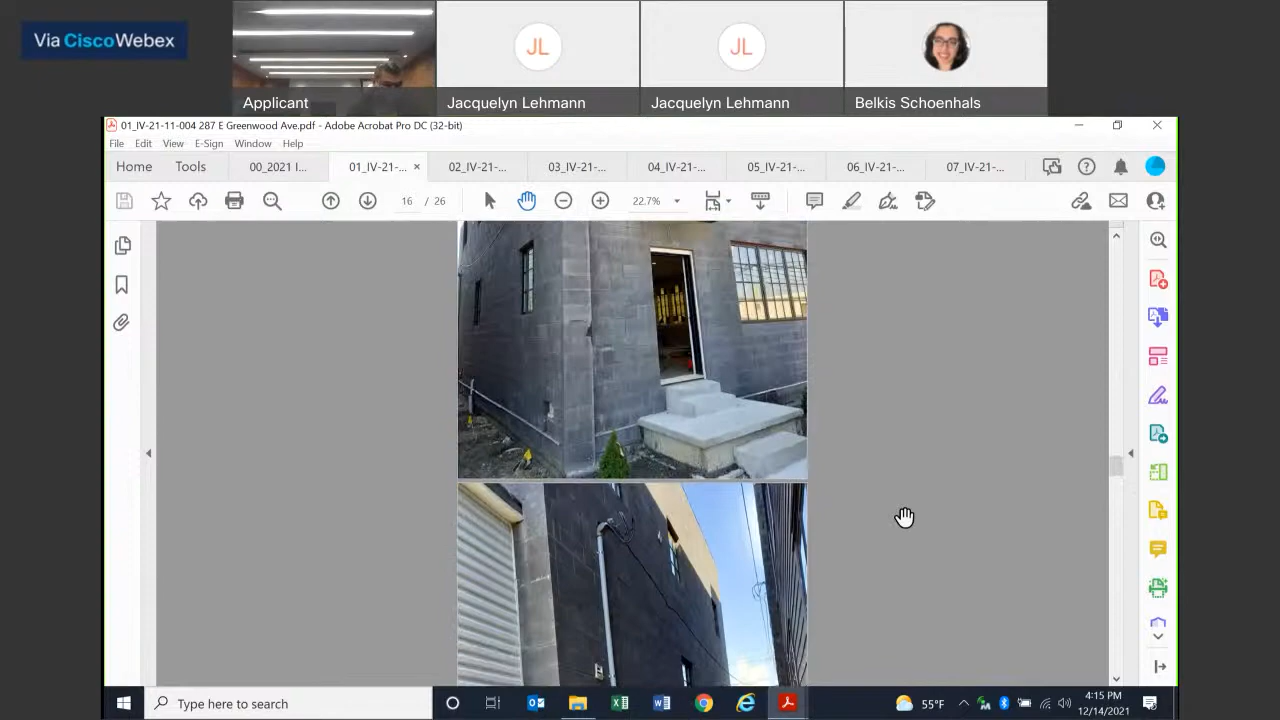 Via Cisco Webex
JL
JL
Applicant
Jacquelyn Lehmann
Jacquelyn Lehmann
Belkis Schoenhals
01_IV-21-11-004 287 E Greenwood Ave.pdf - Adobe Acrobat Pro DC (32-bit)
File Edit View E-Sign Window Help
Home Tools 00_2021 I... 01_IV-21-... 02_IV-21-... 03_IV-21-... 04_IV-21-... 05_IV-21-... 06_IV-21-... 07_IV-21-...
16 / 26 22.7%
Type here to search
55°F
4:15 PM
12/14/2021